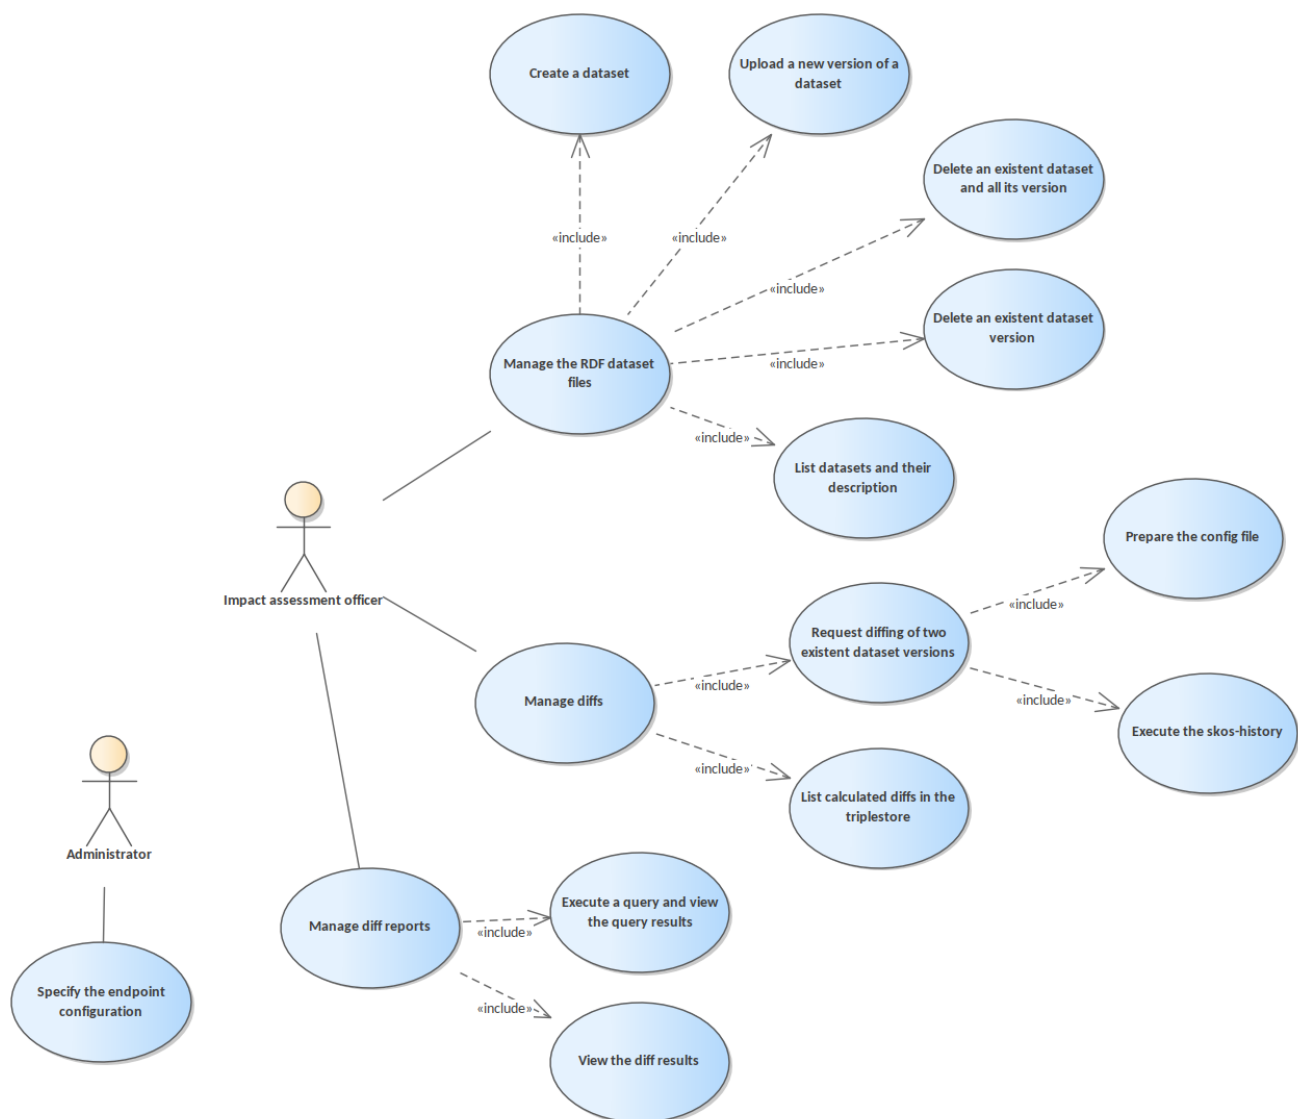 Create a dataset
Upload a new version of a
dataset
Delete an existent dataset
and all its version
«include»
«include»
«include»
Delete an existent dataset
version
Manage the RDF dataset
files
«include»
«include»
List datasets and their
description
Prepare the config file
Impact assessment officer
«include»
Request diffing of two
existent dataset versions
«include»
Manage diffs
«include»
Execute the skos-history
«include»
List calculated diffs in the
triplestore
Administrator
Execute a query and view
the query results
Manage diff reports
«include»
Specify the endpoint
configuration
«include»
View the diff results